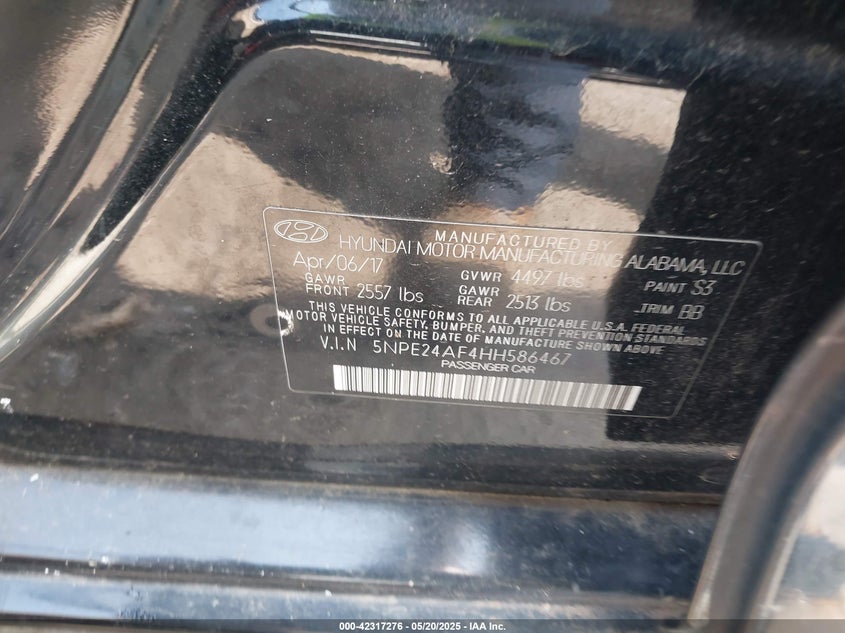 MANUFACTURED BY
HYUNDAI MOTOR MANUFACTURING ALABAMA, LLC
Apr/06/17 GVWR 4497 lbs PAINT S3
GAWR FRONT 2557 lbs GAWR REAR 2513 lbs TRIM BB
THIS VEHICLE CONFORMS TO ALL APPLICABLE U.S.A. FEDERAL
MOTOR VEHICLE SAFETY, BUMPER, AND THEFT PREVENTION STANDARDS
IN EFFECT ON THE DATE OF MANUFACTURE SHOWN ABOVE
V.I.N 5NPE24AF4HH586467
PASSENGER CAR
000-42317276 - 05/20/2025 - IAA Inc.